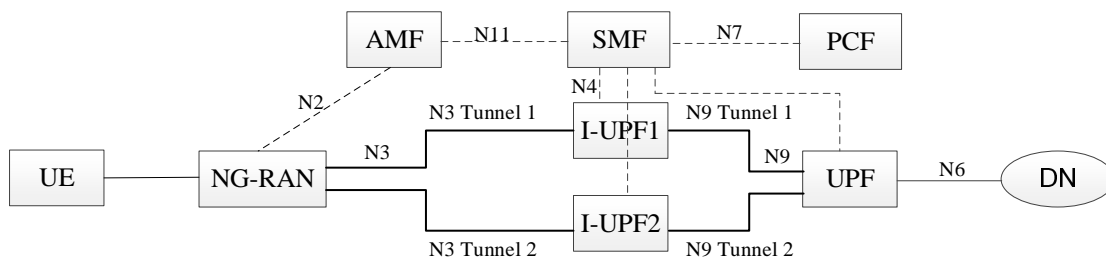 AMF
N11
SMF
N7
PCF
N2
N4
N3 Tunnel 1
I-UPF1
N9 Tunnel 1
UE
NG-RAN
N3
N9
UPF
N6
DN
I-UPF2
N3 Tunnel 2
N9 Tunnel 2